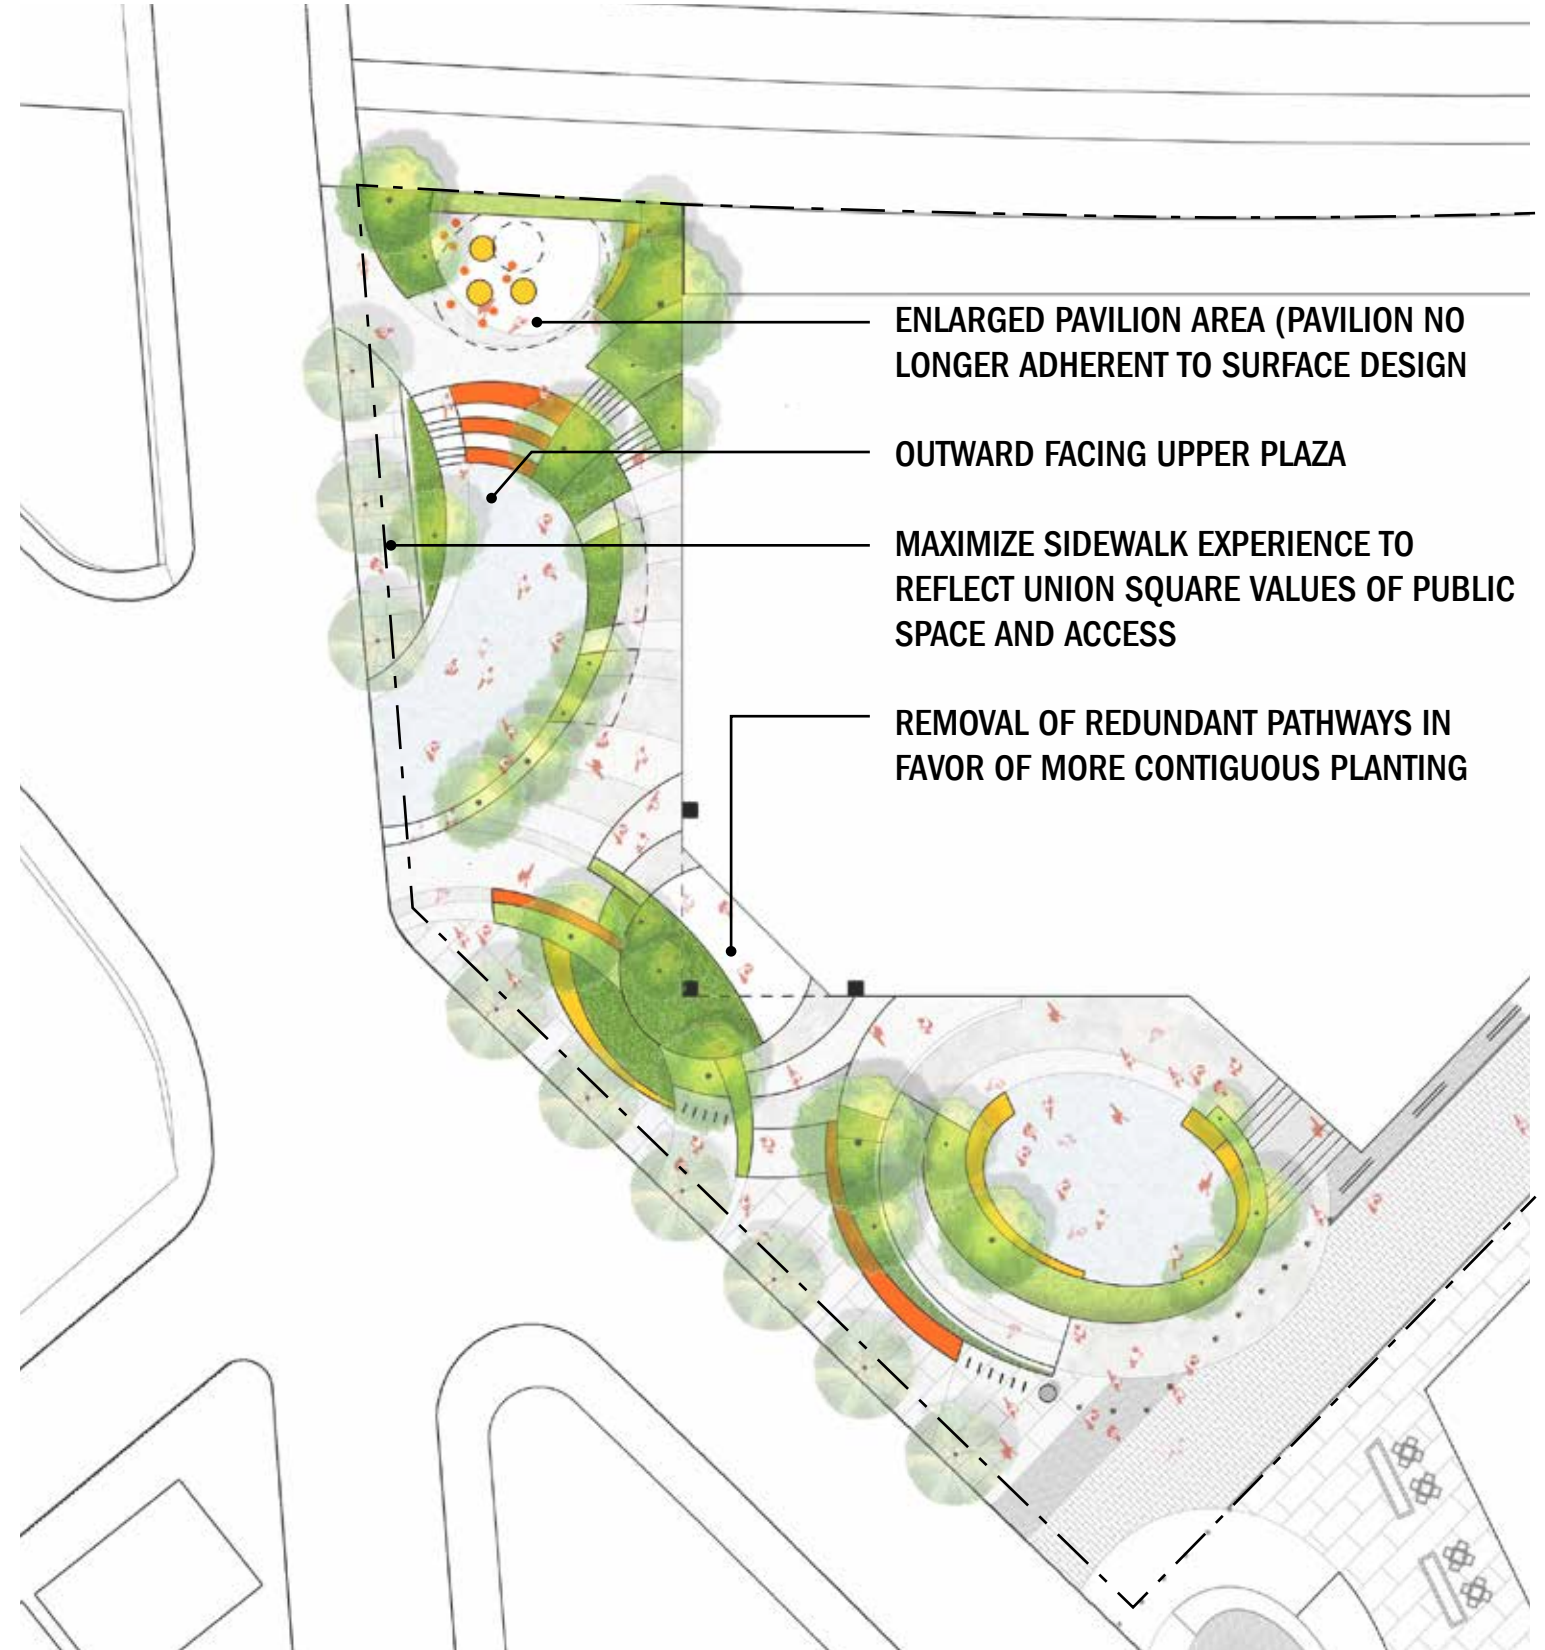 ENLARGED PAVILION AREA (PAVILION NO
LONGER ADHERENT TO SURFACE DESIGN
OUTWARD FACING UPPER PLAZA
MAXIMIZE SIDEWALK EXPERIENCE TO
REFLECT UNION SQUARE VALUES OF PUBLIC
SPACE AND ACCESS
REMOVAL OF REDUNDANT PATHWAYS IN
FAVOR OF MORE CONTIGUOUS PLANTING